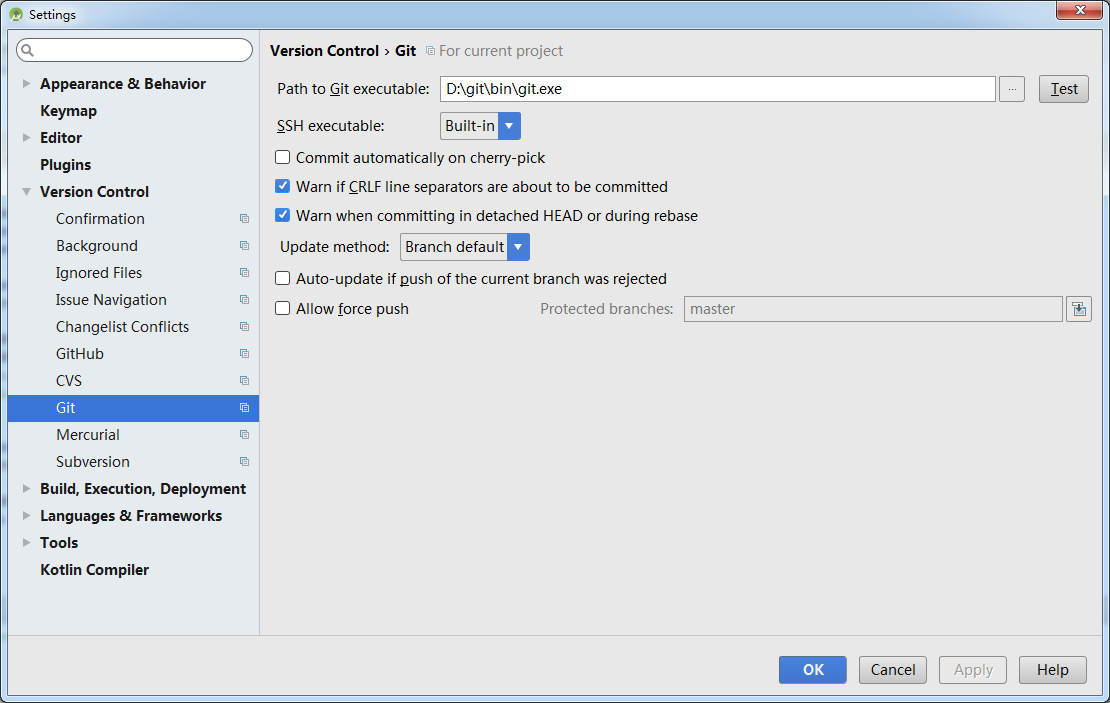 Settings
Version Control › Git For current project
Appearance & Behavior
Keymap
Editor
Plugins
Version Control
Confirmation
Background
Ignored Files
Issue Navigation
Changelist Conflicts
GitHub
CVS
Git
Mercurial
Subversion
Build, Execution, Deployment
Languages & Frameworks
Tools
Kotlin Compiler
Path to Git executable: D:\git\bin\git.exe ... Test
SSH executable: Built-in
Commit automatically on cherry-pick
Warn if CRLF line separators are about to be committed
Warn when committing in detached HEAD or during rebase
Update method: Branch default
Auto-update if push of the current branch was rejected
Allow force push Protected branches: master
OK Cancel Apply Help